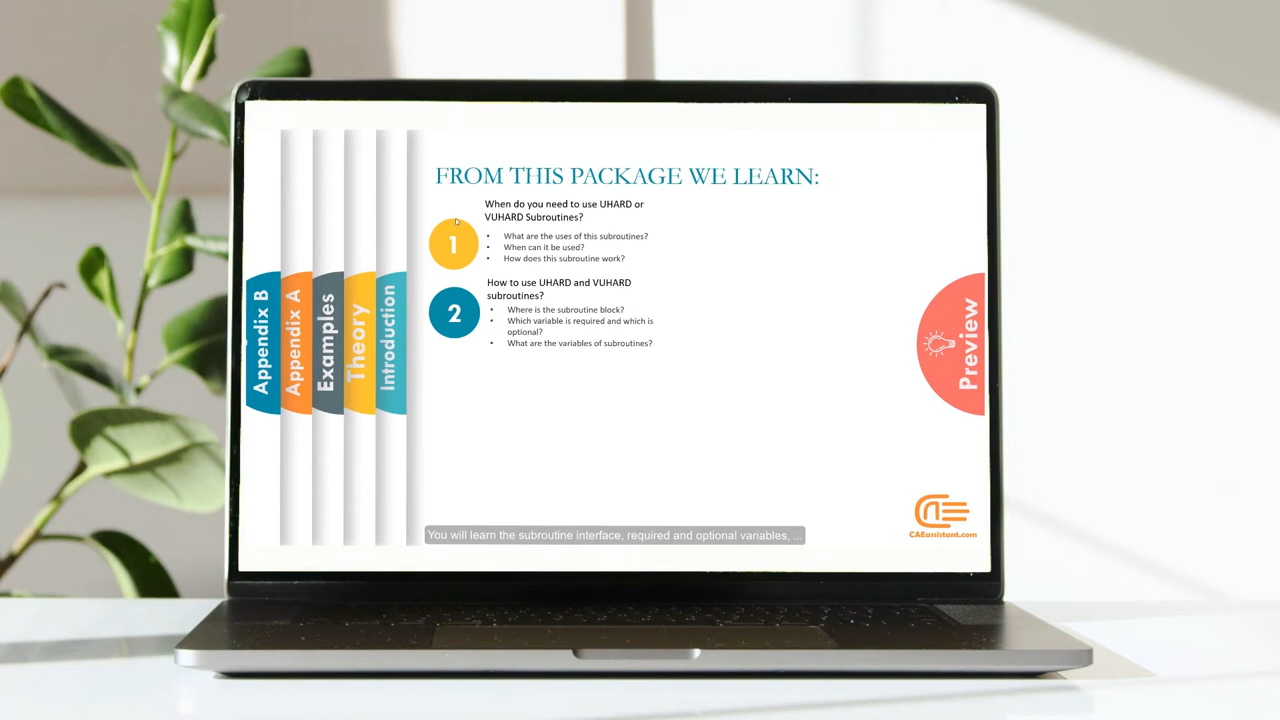 FROM THIS PACKAGE WE LEARN:
When do you need to use UHARD or
VUHARD Subroutines?
1
• What are the uses of this subroutines?
• When can it be used?
• How does this subroutine work?
How to use UHARD and VUHARD
subroutines?
2
• Where is the subroutine block?
• Which variable is required and which is
optional?
• What are the variables of subroutines?
Appendix B
Appendix A
Examples
Theory
Introduction
Preview
CAEassistant.com
You will learn the subroutine interface, required and optional variables, ...